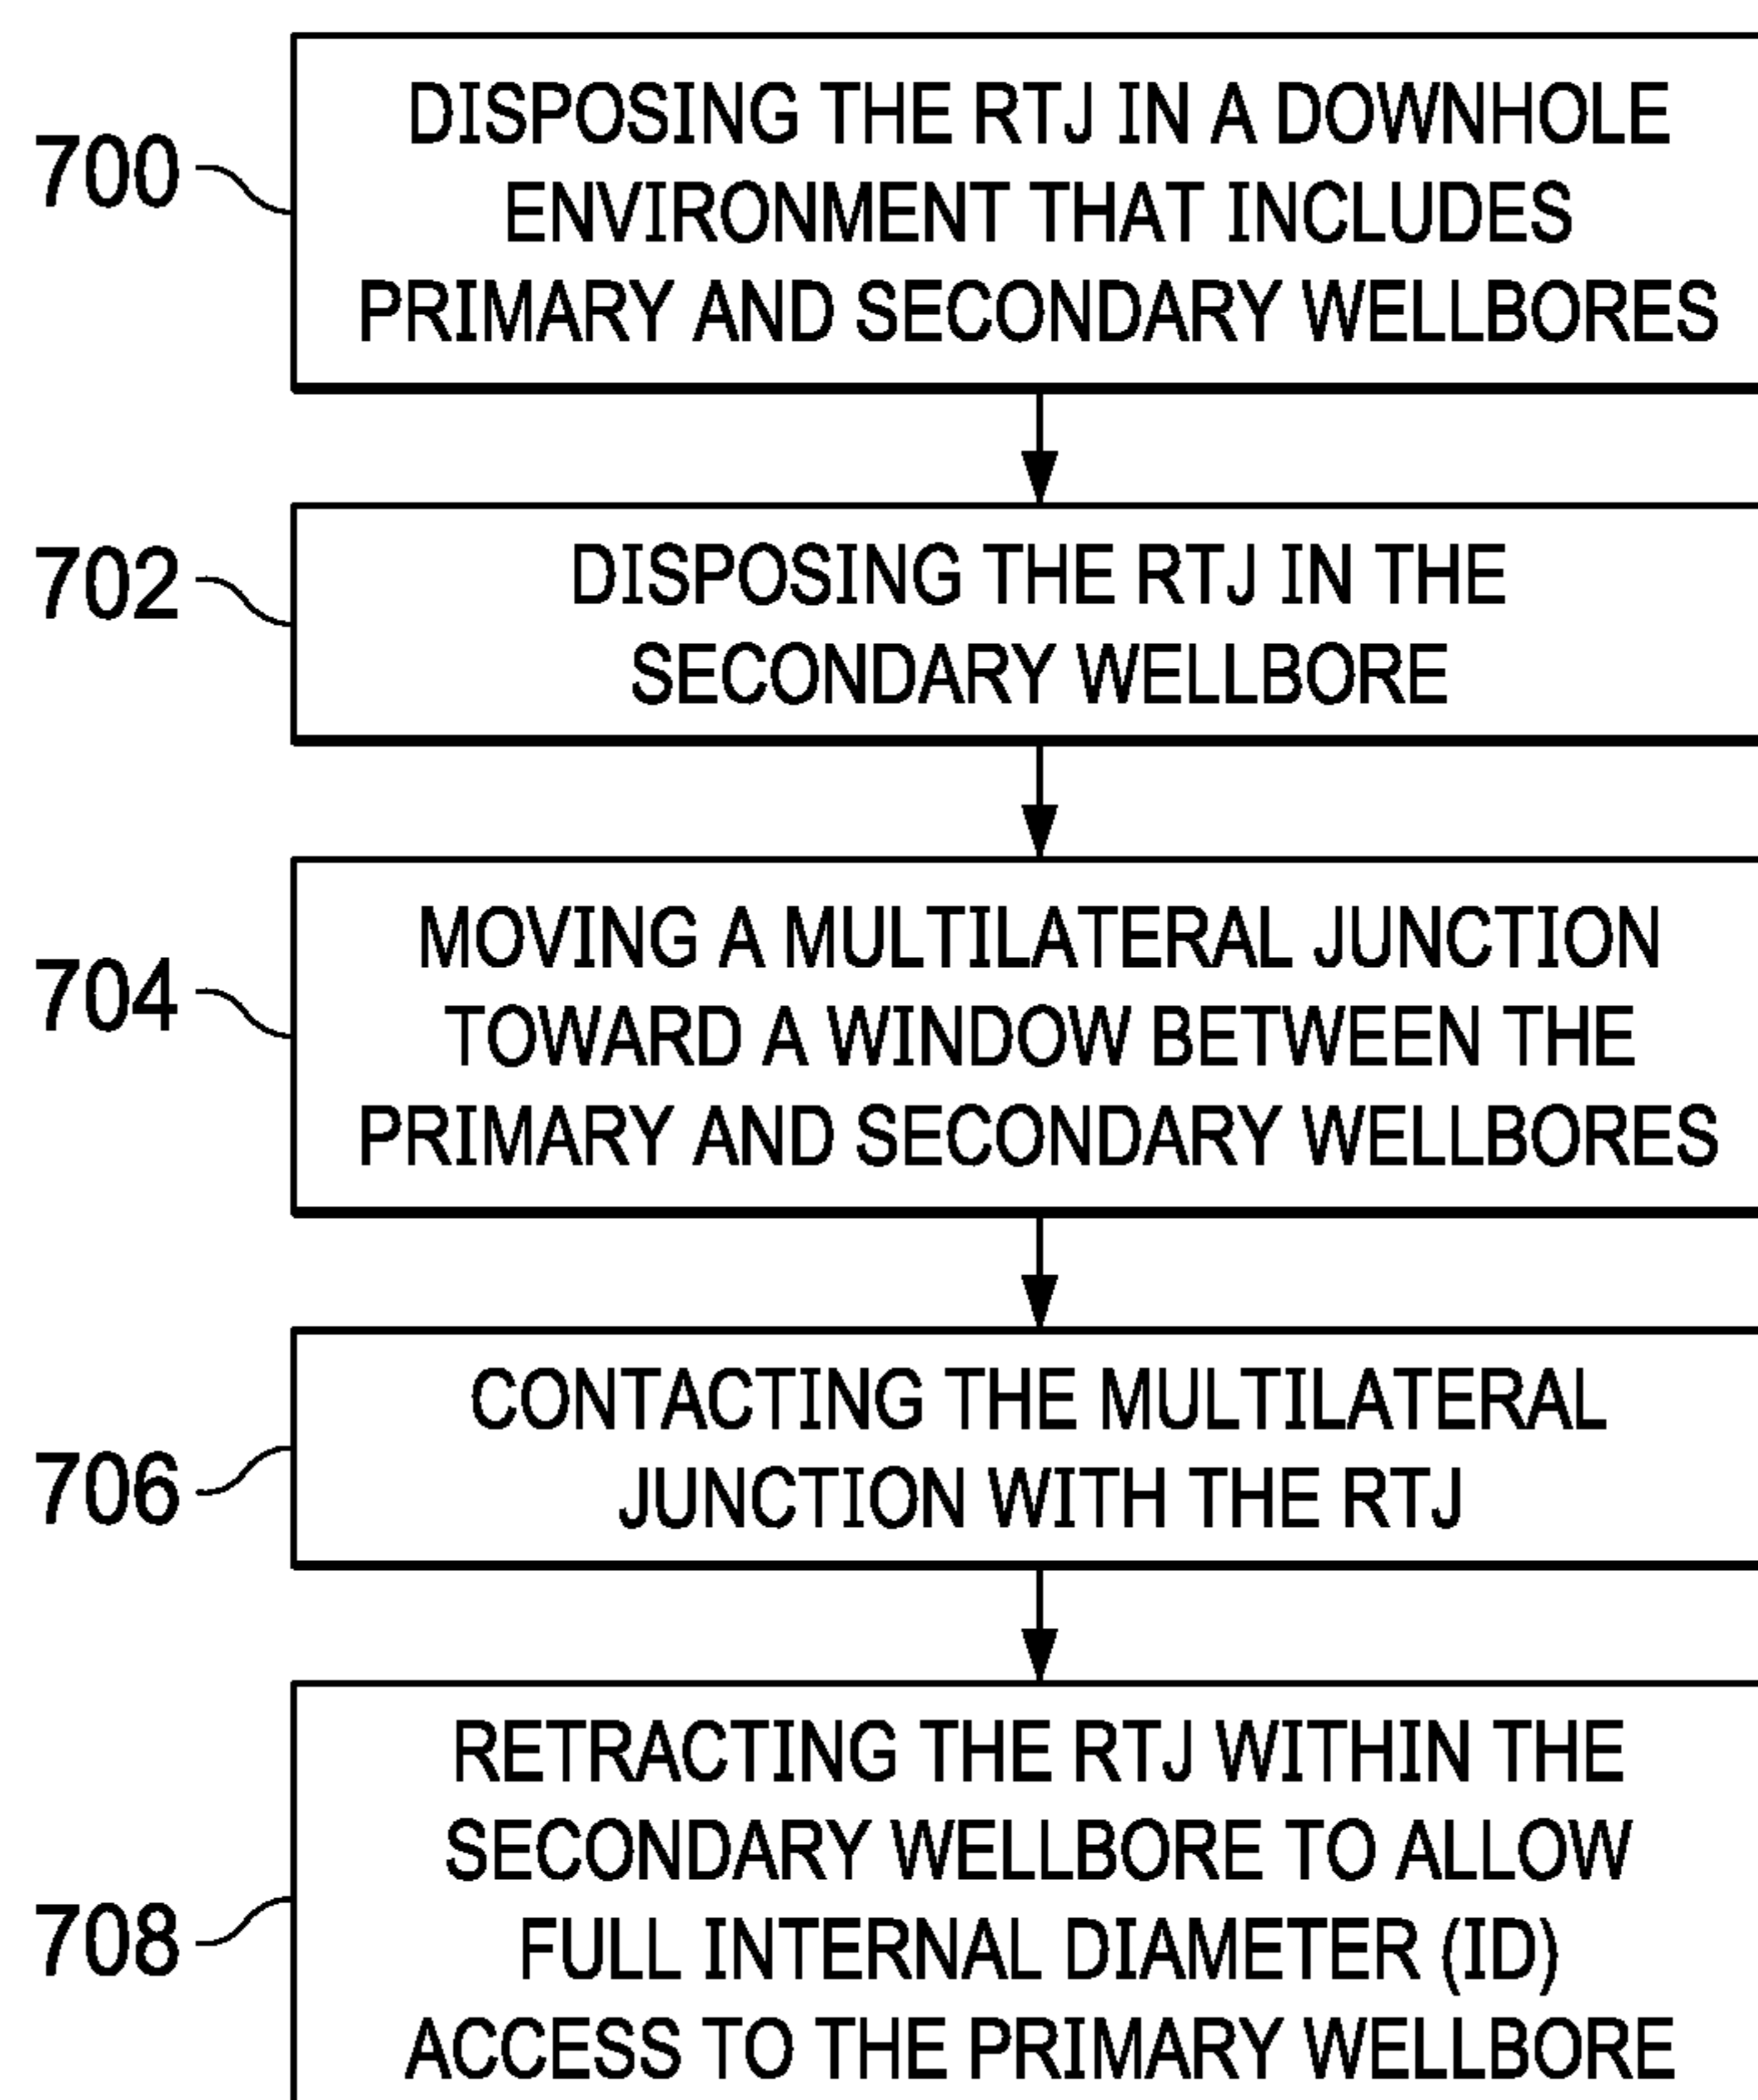 700
DISPOSING THE RTJ IN A DOWNHOLE
ENVIRONMENT THAT INCLUDES
PRIMARY AND SECONDARY WELLBORES
702
DISPOSING THE RTJ IN THE
SECONDARY WELLBORE
704
MOVING A MULTILATERAL JUNCTION
TOWARD A WINDOW BETWEEN THE
PRIMARY AND SECONDARY WELLBORES
706
CONTACTING THE MULTILATERAL
JUNCTION WITH THE RTJ
708
RETRACTING THE RTJ WITHIN THE
SECONDARY WELLBORE TO ALLOW
FULL INTERNAL DIAMETER (ID)
ACCESS TO THE PRIMARY WELLBORE